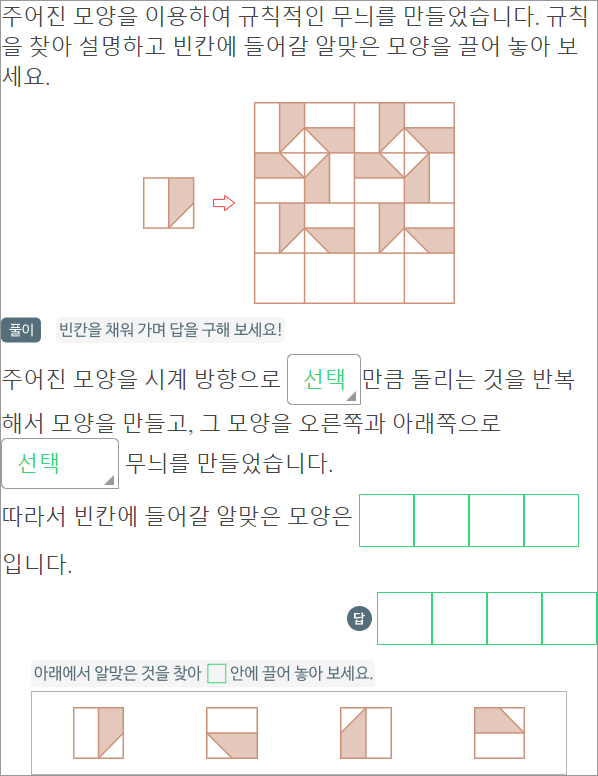 주어진 모양을 이용하여 규칙적인 무늬를 만들었습니다. 규칙
을 찾아 설명하고 빈칸에 들어갈 알맞은 모양을 끌어 놓아 보
세요.
풀이 빈칸을 채워 가며 답을 구해 보세요!
주어진 모양을 시계 방향으로 선택 만큼 돌리는 것을 반복
해서 모양을 만들고, 그 모양을 오른쪽과 아래쪽으로
선택 무늬를 만들었습니다.
따라서 빈칸에 들어갈 알맞은 모양은
입니다.
답
아래에서 알맞은 것을 찾아 안에 끌어 놓아 보세요.